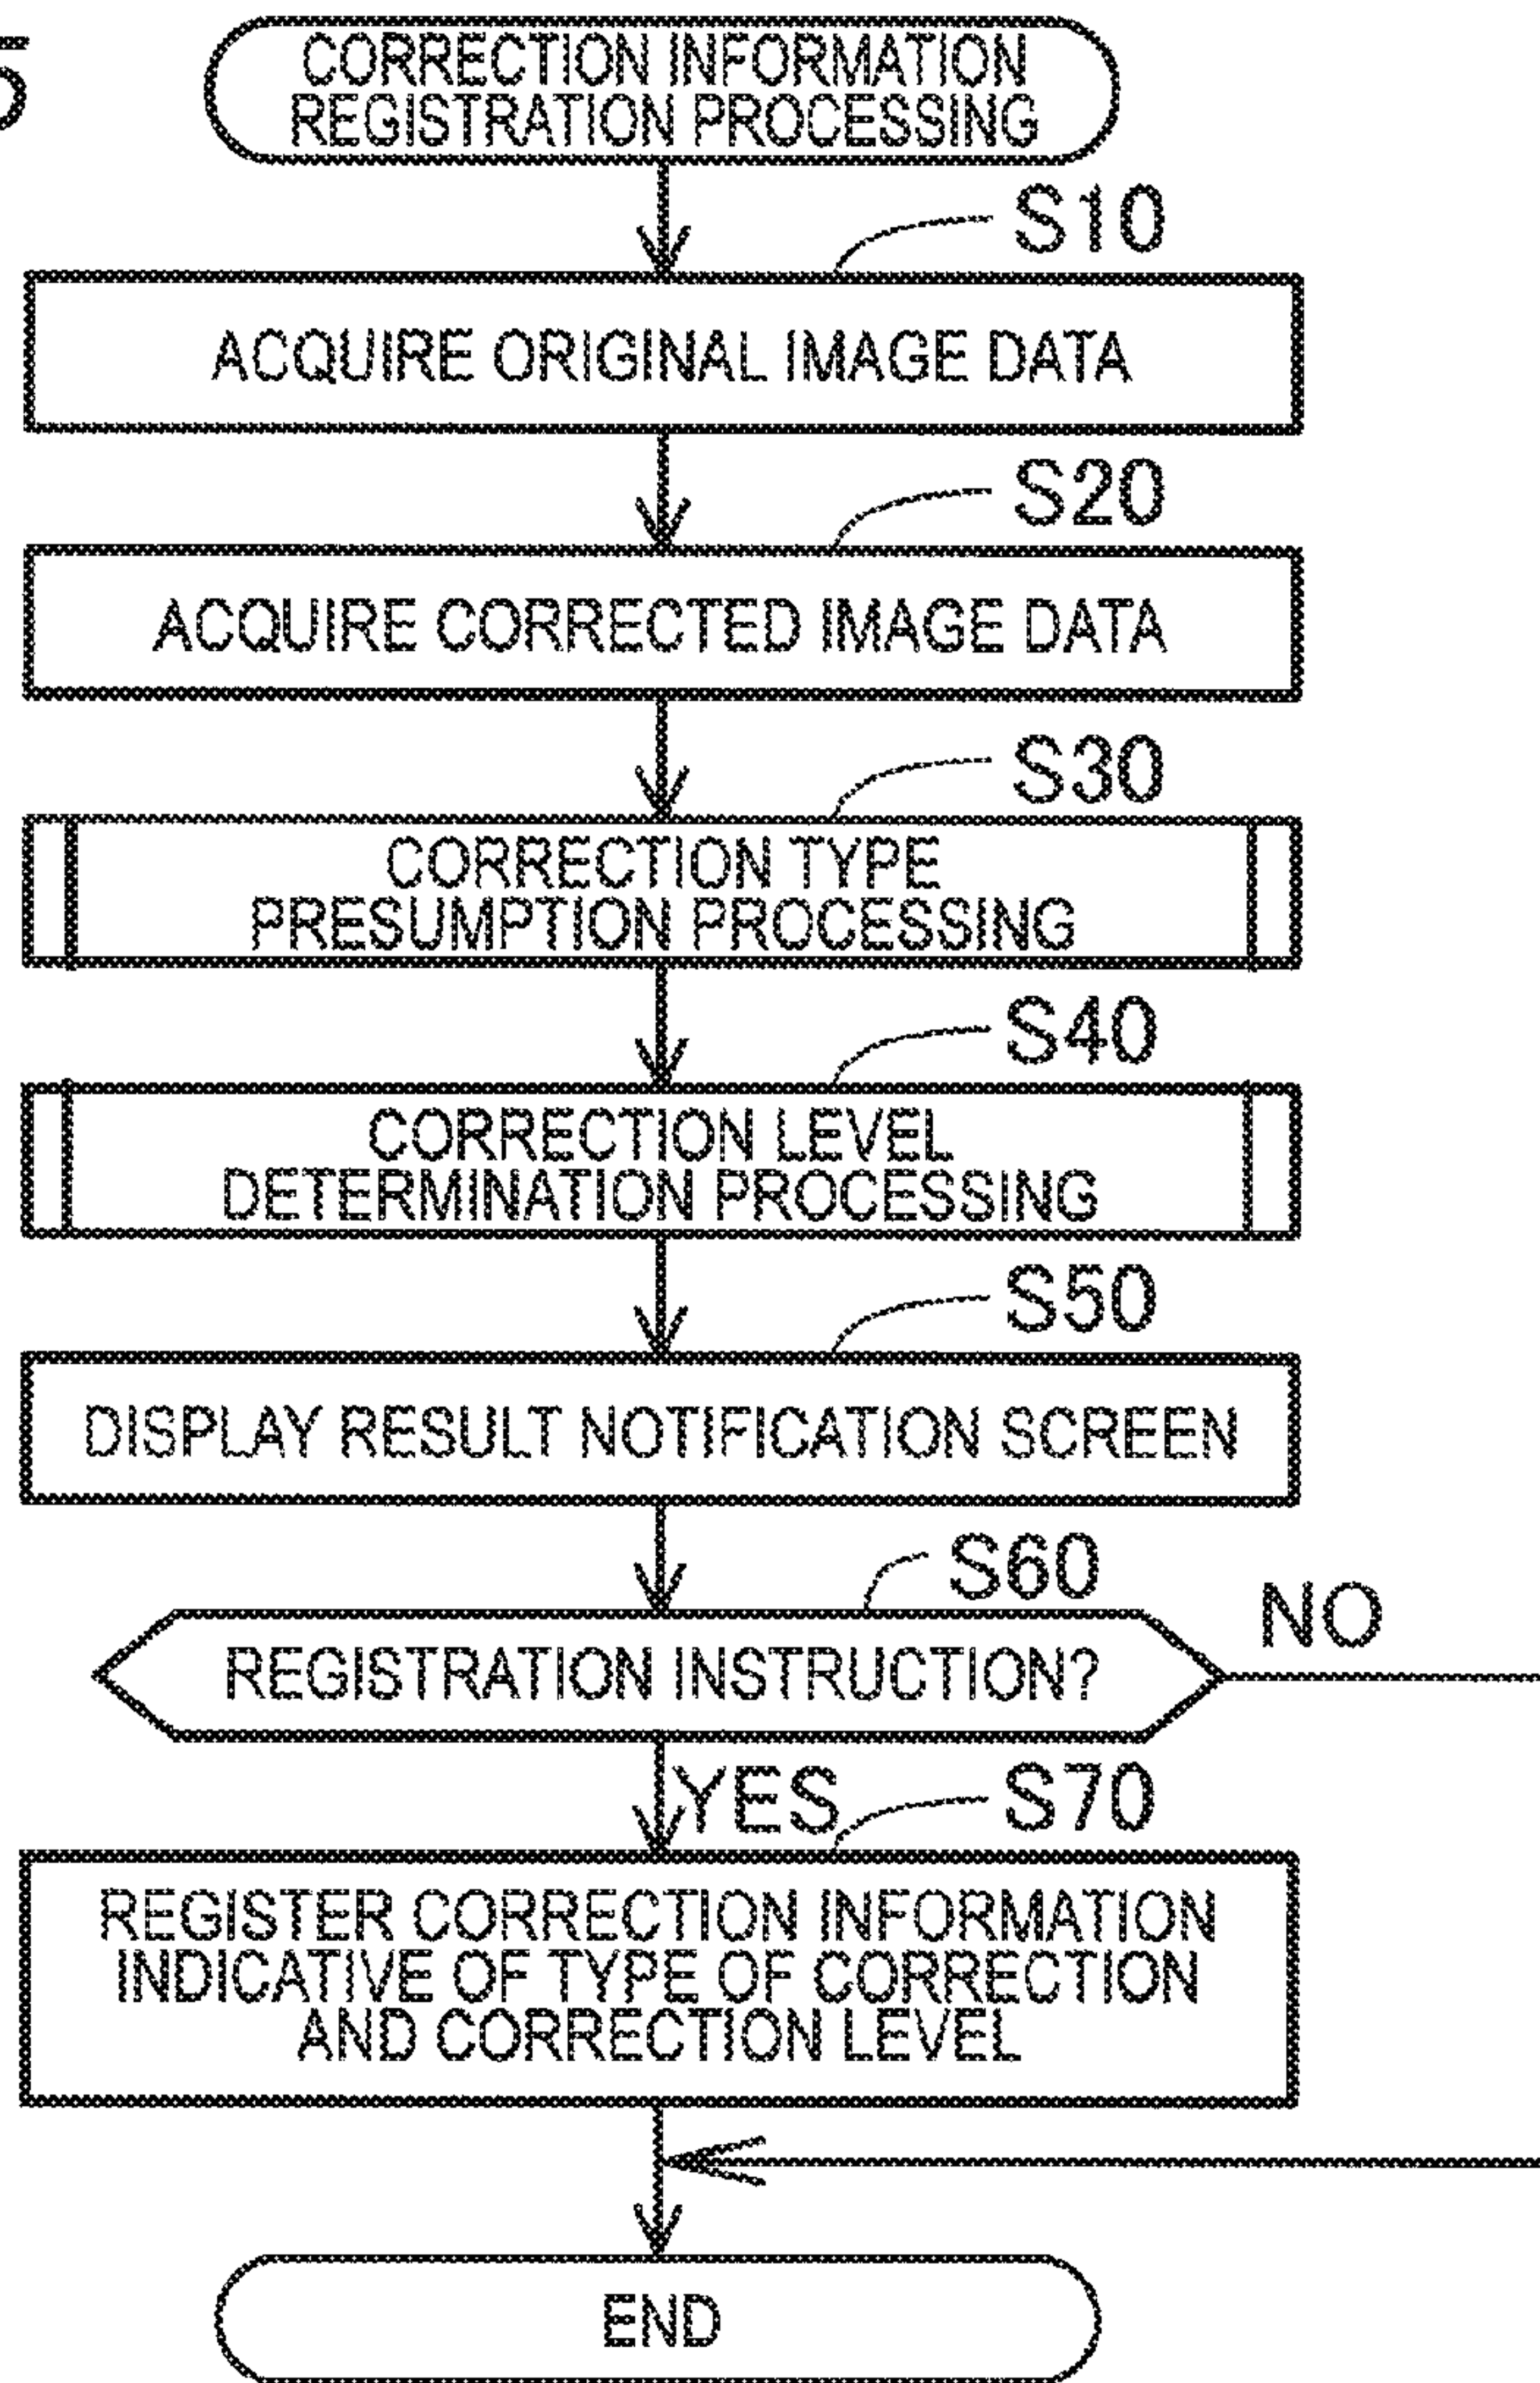 5
CORRECTION INFORMATION
REGISTRATION PROCESSING
S10
ACQUIRE ORIGINAL IMAGE DATA
S20
ACQUIRE CORRECTED IMAGE DATA
S30
CORRECTION TYPE
PRESUMPTION PROCESSING
S40
CORRECTION LEVEL
DETERMINATION PROCESSING
S50
DISPLAY RESULT NOTIFICATION SCREEN
S60
NO
REGISTRATION INSTRUCTION?
YES
S70
REGISTER CORRECTION INFORMATION
INDICATIVE OF TYPE OF CORRECTION
AND CORRECTION LEVEL
END